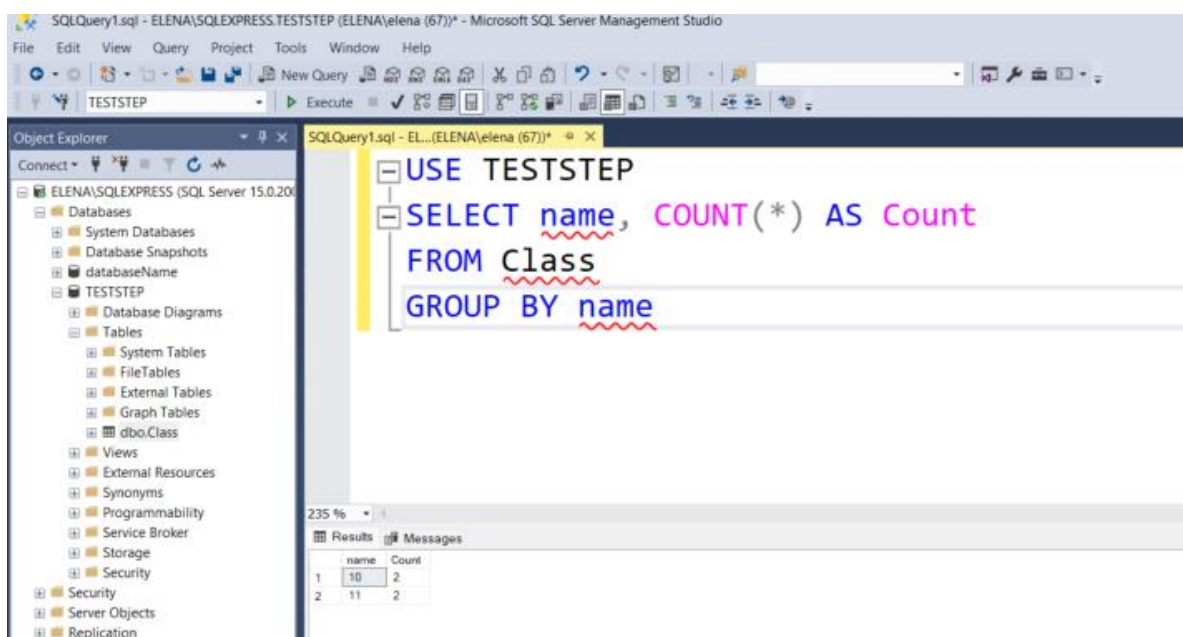 SQLQuery1.sql - ELENA\SQLEXPRESS.TESTSTEP (ELENA\elena (67))* - Microsoft SQL Server Management Studio
File Edit View Query Project Tools Window Help
New Query
TESTSTEP Execute
Object Explorer
SQLQuery1.sql - EL...(ELENA\elena (67))*
Connect
ELENA\SQLEXPRESS (SQL Server 15.0.200
Databases
System Databases
Database Snapshots
databaseName
TESTSTEP
Database Diagrams
Tables
System Tables
FileTables
External Tables
Graph Tables
dbo.Class
Views
External Resources
Synonyms
Programmability
Service Broker
Storage
Security
Security
Server Objects
Replication
USE TESTSTEP
SELECT name, COUNT(*) AS Count
FROM Class
GROUP BY name
235 %
Results Messages
name Count
1 10 2
2 11 2